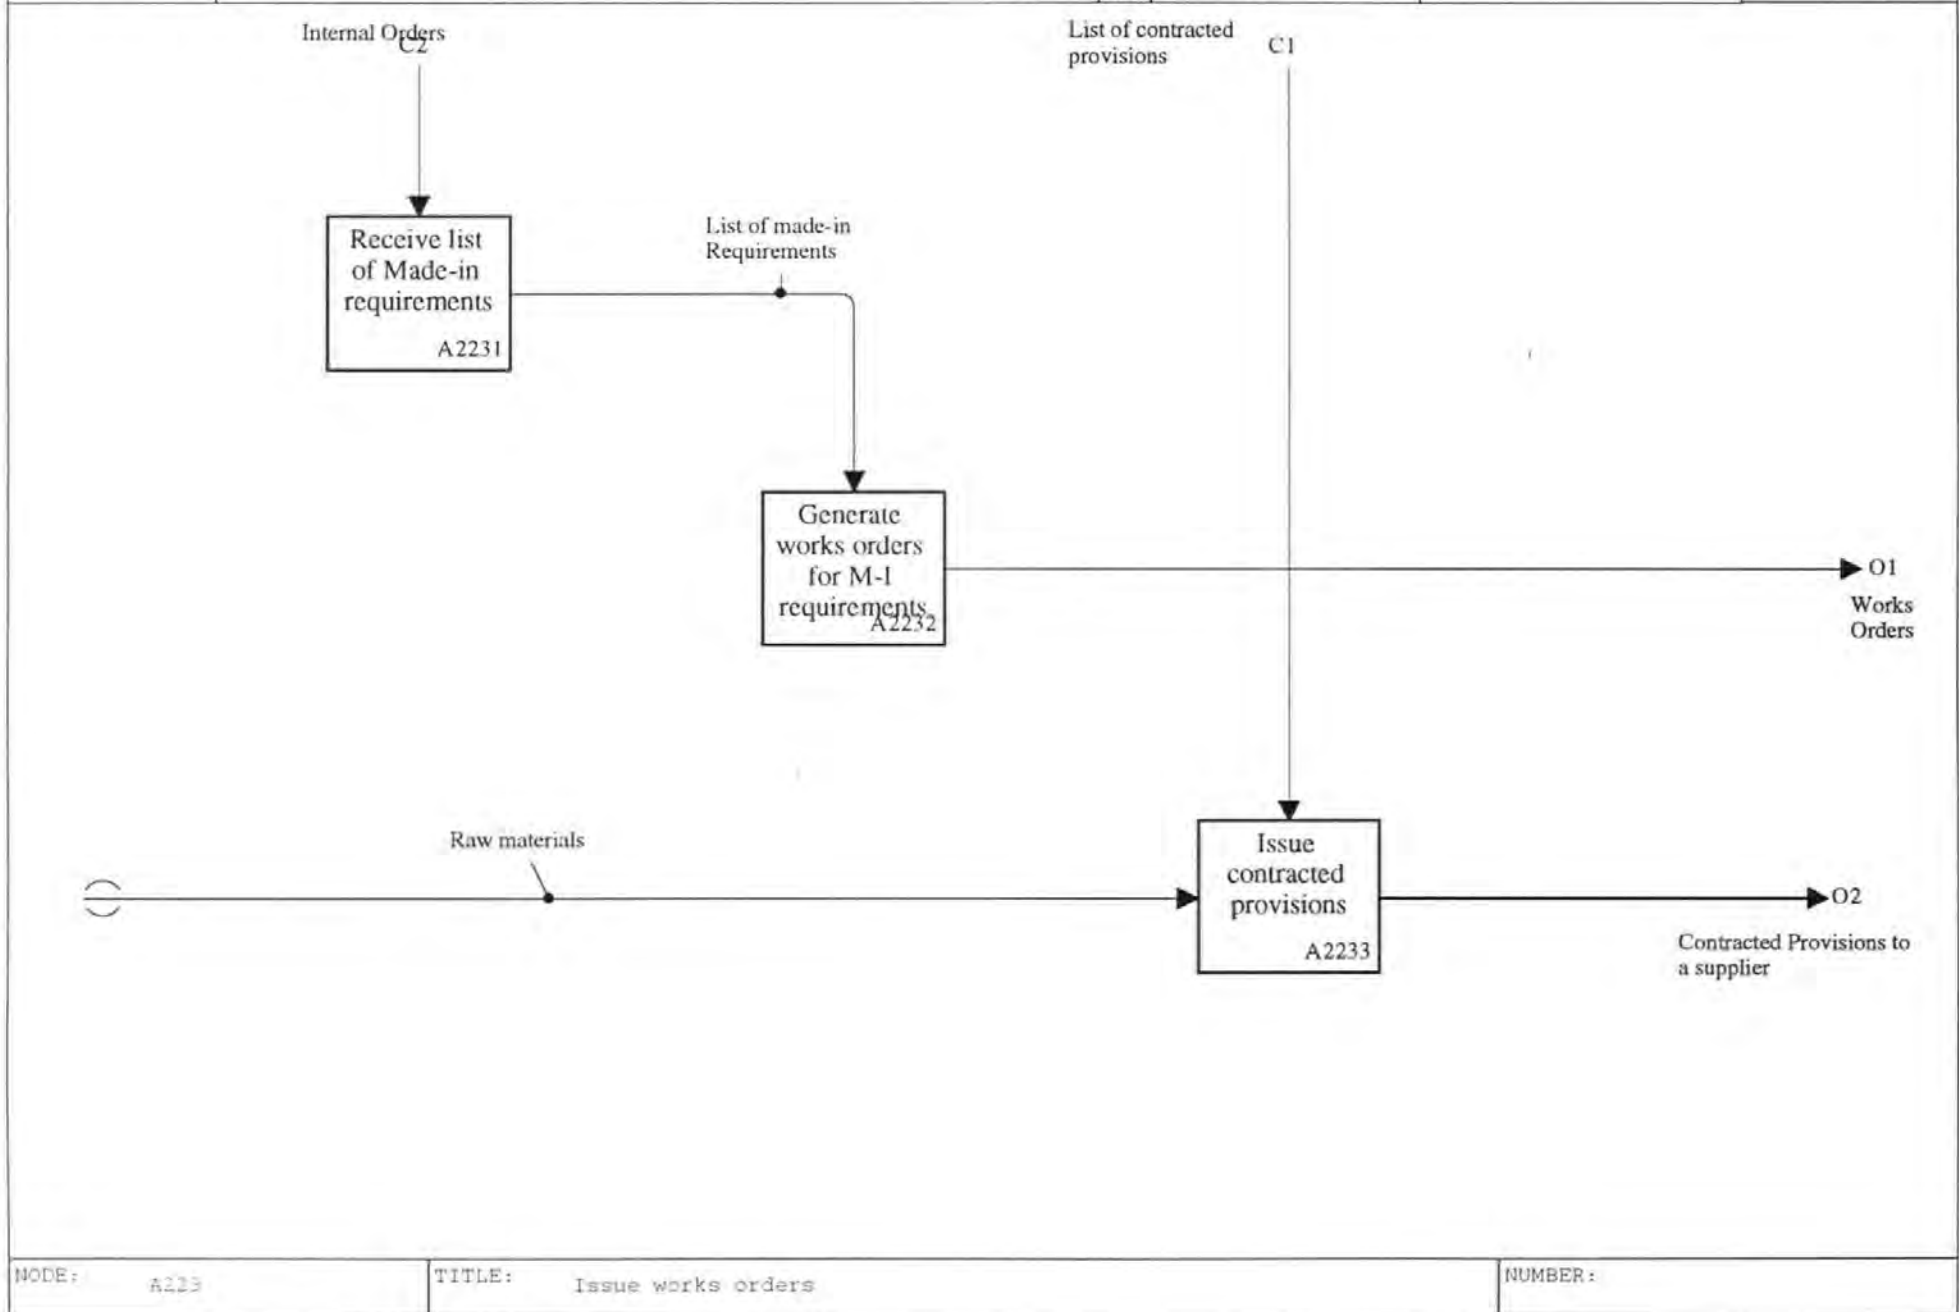 Internal Orders
C2
List of contracted
provisions
C1
Receive list
of Made-in
requirements
A2231
List of made-in
Requirements
Generate
works orders
for M-I
requirements
A2232
O1
Works
Orders
Raw materials
Issue
contracted
provisions
A2233
O2
Contracted Provisions to
a supplier
NODE:
A223
TITLE:
Issue works orders
NUMBER: